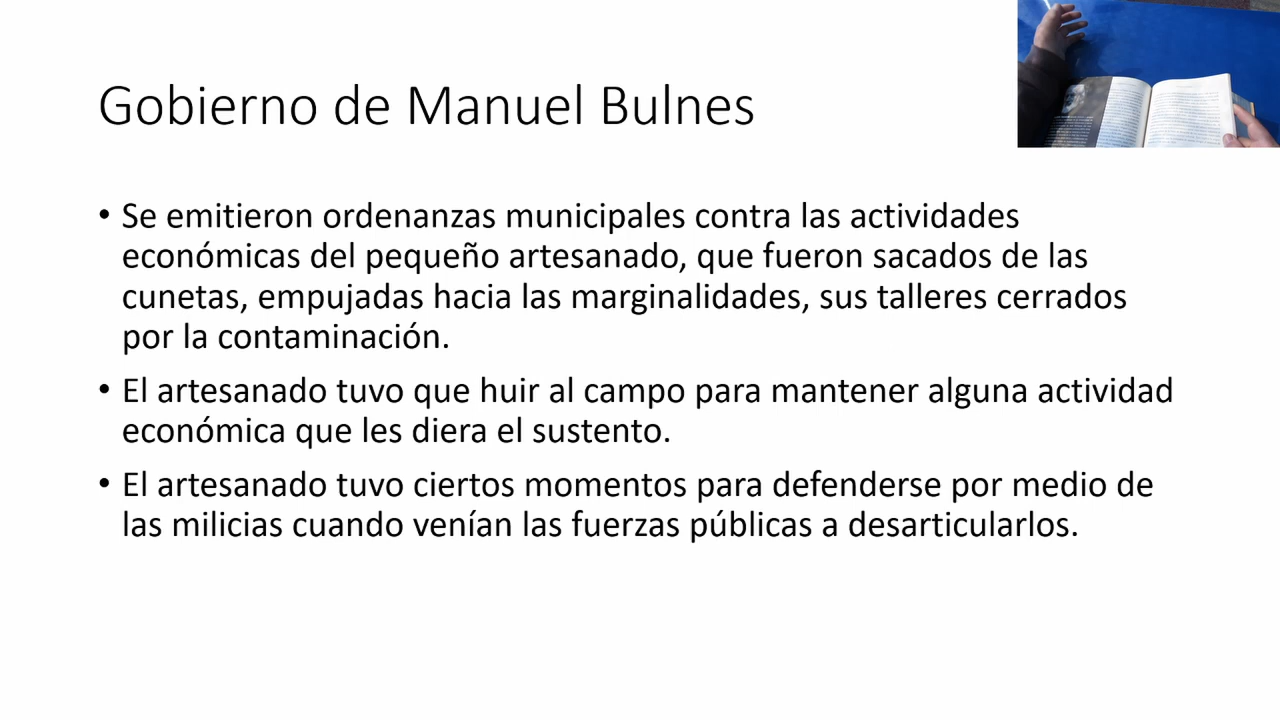 Gobierno de Manuel Bulnes
• Se emitieron ordenanzas municipales contra las actividades
económicas del pequeño artesanado, que fueron sacados de las
cunetas, empujadas hacia las marginalidades, sus talleres cerrados
por la contaminación.
• El artesanado tuvo que huir al campo para mantener alguna actividad
económica que les diera el sustento.
• El artesanado tuvo ciertos momentos para defenderse por medio de
las milicias cuando venían las fuerzas públicas a desarticularlos.